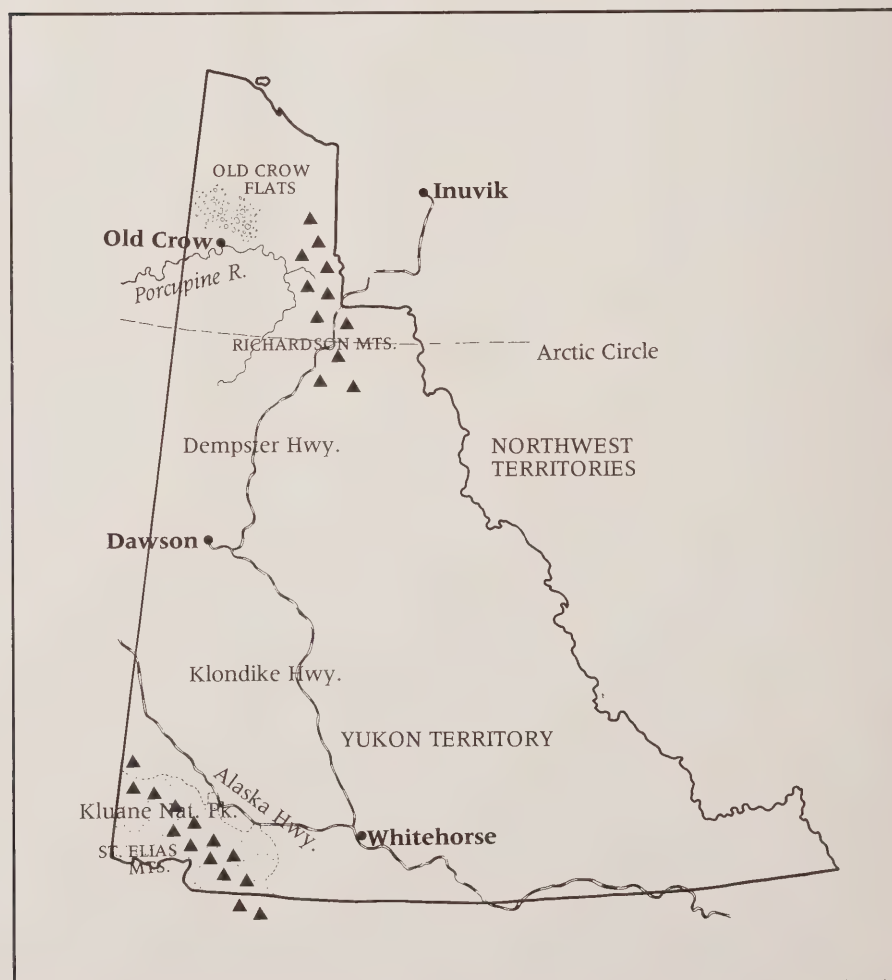 OLD CROW
FLATS
Inuvik
Old Crow
Porcupine R.
RICHARDSON MTS.
Arctic Circle
Dempster Hwy.
NORTHWEST
TERRITORIES
Dawson
Klondike Hwy.
YUKON TERRITORY
Alaska Hwy.
Kluane Nat. Pk.
Whitehorse
ST. ELIAS
MTS.